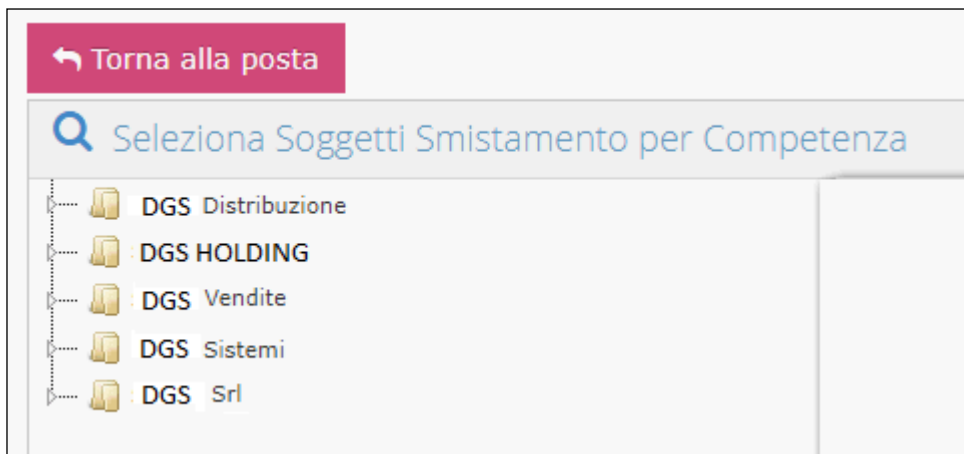 Torna alla posta
Seleziona Soggetti Smistamento per Competenza
DGS Distribuzione
DGS HOLDING
DGS Vendite
DGS Sistemi
DGS Srl